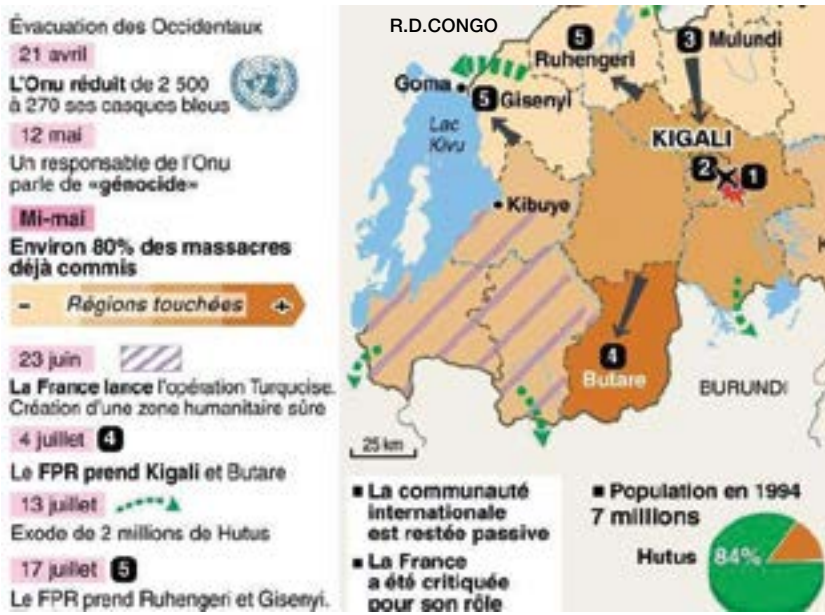 Évacuation des Occidentaux
21 avril
L'Onu réduit de 2 500
à 270 ses casques bleus
12 mai
Un responsable de l'Onu
parle de «génocide»
Mi-mai
Environ 80% des massacres
déjà commis
- Régions touchées +
23 juin
La France lance l'opération Turquoise.
Création d'une zone humanitaire sûre
4 juillet 4
Le FPR prend Kigali et Butare
13 juillet
Exode de 2 millions de Hutus
17 juillet 5
Le FPR prend Ruhengeri et Gisenyi.
R.D.CONGO
5
Ruhengeri
3 Mulundi
Goma
5 Gisenyi
Lac
Kivu
KIGALI
2
1
Kibuye
4
Butare
BURUNDI
25 km
■ La communauté
internationale
est restée passive
■ La France
a été critiquée
pour son rôle
■ Population en 1994
7 millions
Hutus 84%